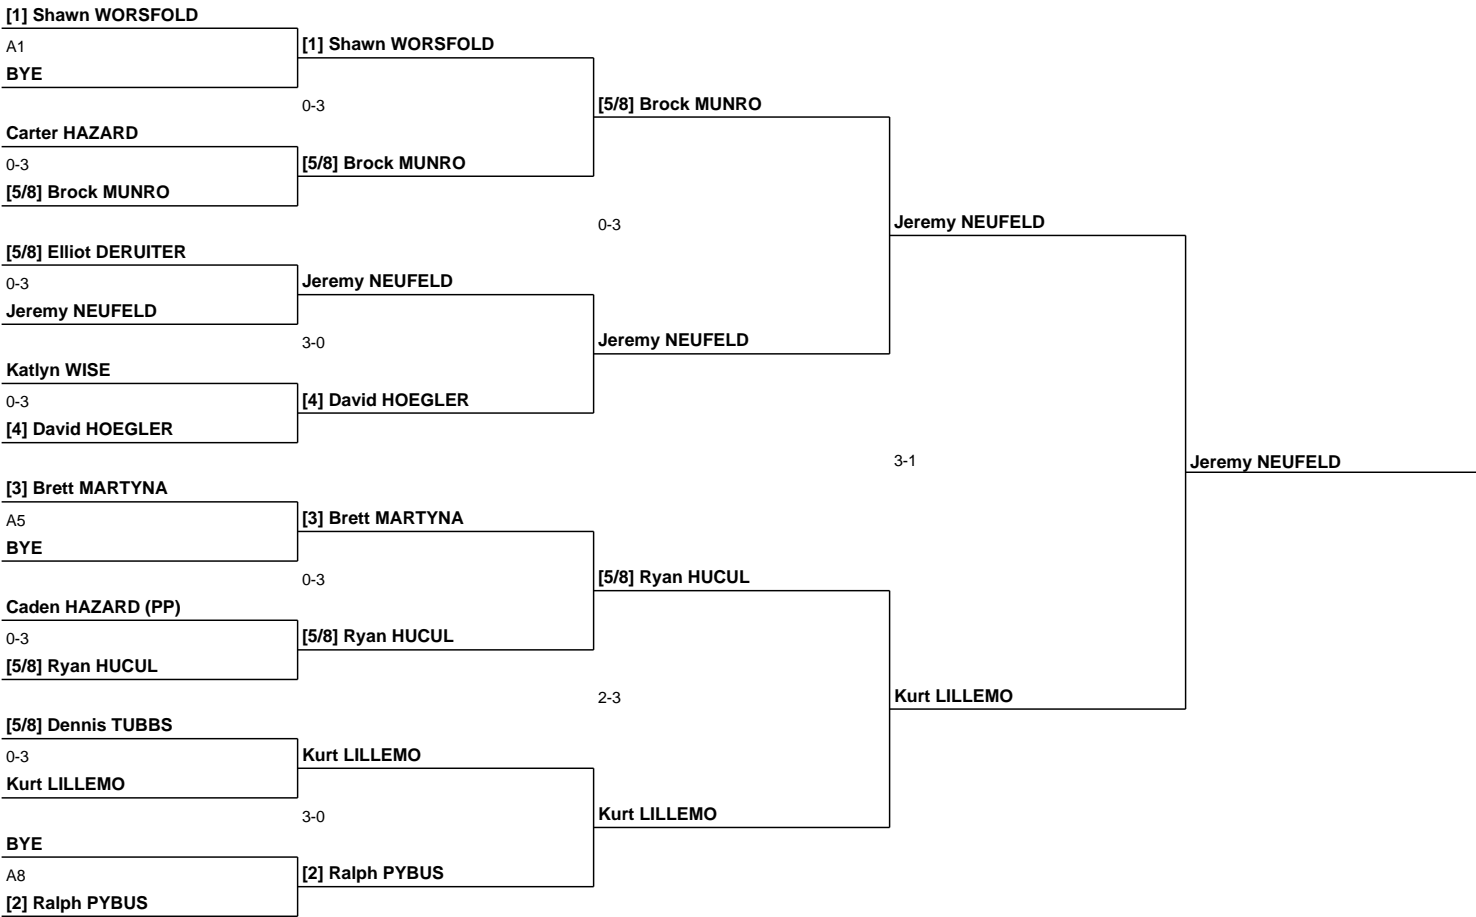 [1] Shawn WORSFOLD
A1
BYE
Carter HAZARD
0-3
[5/8] Brock MUNRO
[5/8] Elliot DERUITER
0-3
Jeremy NEUFELD
Katlyn WISE
0-3
[4] David HOEGLER
[3] Brett MARTYNA
A5
BYE
Caden HAZARD (PP)
0-3
[5/8] Ryan HUCUL
[5/8] Dennis TUBBS
0-3
Kurt LILLEMO
BYE
A8
[2] Ralph PYBUS
[1] Shawn WORSFOLD
0-3
[5/8] Brock MUNRO
Jeremy NEUFELD
3-0
[4] David HOEGLER
[3] Brett MARTYNA
0-3
[5/8] Ryan HUCUL
Kurt LILLEMO
3-0
[2] Ralph PYBUS
[5/8] Brock MUNRO
0-3
Jeremy NEUFELD
[5/8] Ryan HUCUL
2-3
Kurt LILLEMO
Jeremy NEUFELD
3-1
Kurt LILLEMO
Jeremy NEUFELD